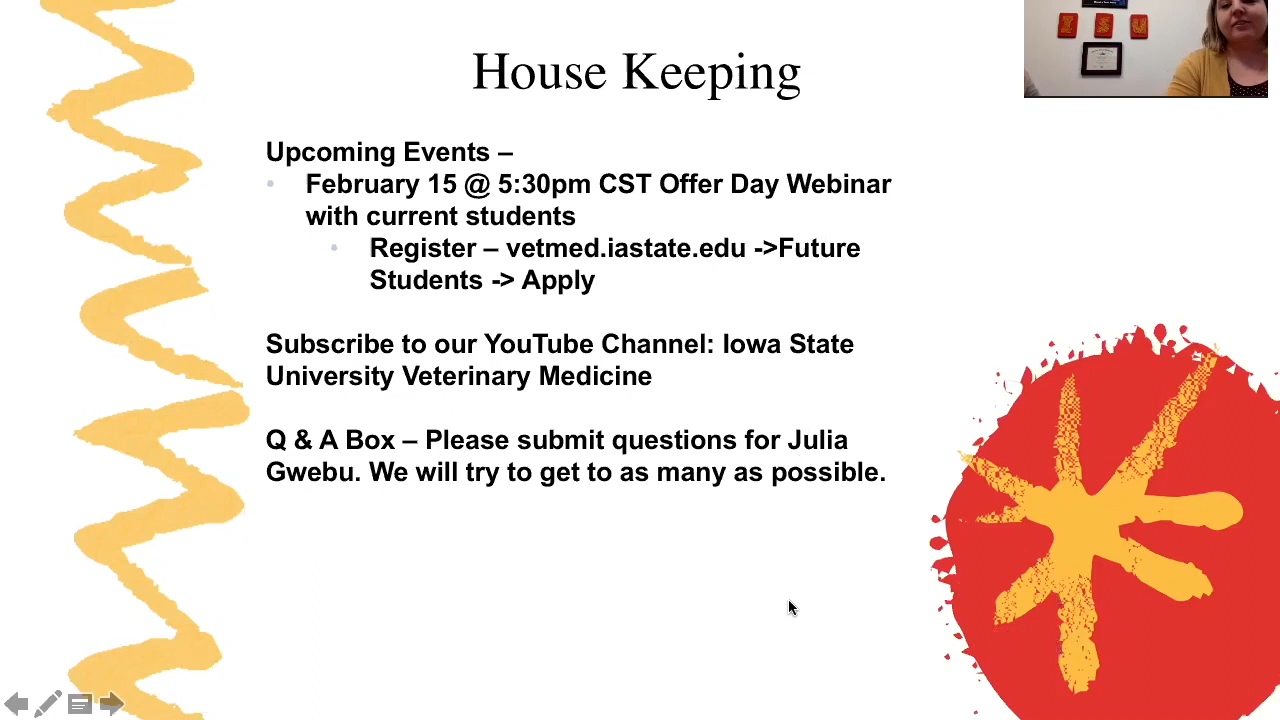 House Keeping
Upcoming Events –
February 15 @ 5:30pm CST Offer Day Webinar
with current students
Register – vetmed.iastate.edu ->Future
Students -> Apply
Subscribe to our YouTube Channel: Iowa State
University Veterinary Medicine
Q & A Box – Please submit questions for Julia
Gwebu. We will try to get to as many as possible.